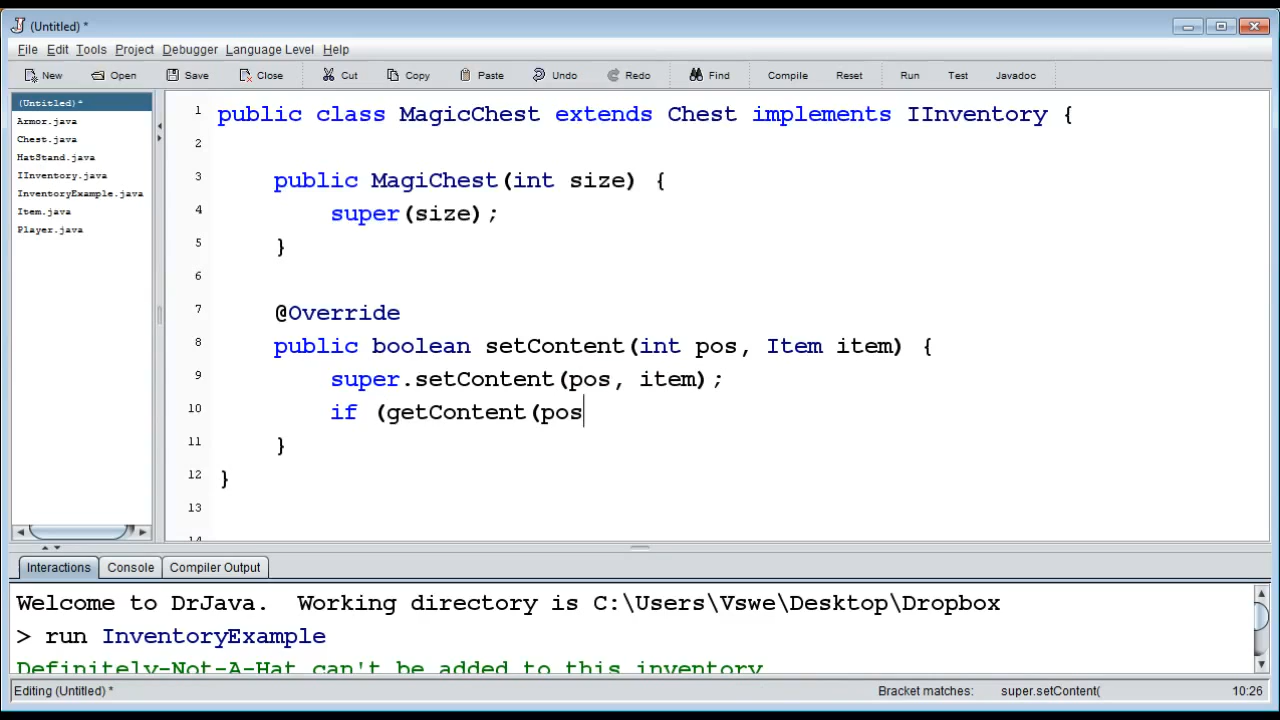 (Untitled) *
File Edit Tools Project Debugger Language Level Help
New Open Save Close Cut Copy Paste Undo Redo Find Compile Reset Run Test Javadoc
(Untitled) *
Armor.java
Chest.java
HatStand.java
IInventory.java
InventoryExample.java
Item.java
Player.java
1 public class MagicChest extends Chest implements IInventory {
2
3 public MagiChest(int size) {
4 super(size);
5 }
6
7 @Override
8 public boolean setContent(int pos, Item item) {
9 super.setContent(pos, item);
10 if (getContent(pos
11 }
12 }
13
14
Interactions Console Compiler Output
Welcome to DrJava. Working directory is C:\Users\Vswe\Desktop\Dropbox
> run InventoryExample
Definitely-Not-A-Hat can't be added to this inventory
Editing (Untitled) * Bracket matches: super.setContent( 10:26